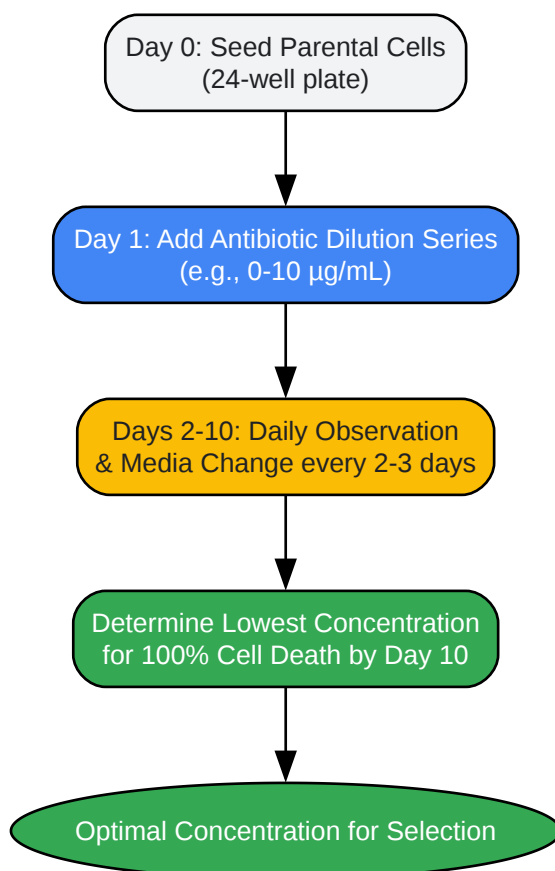 Day 0: Seed Parental Cells
(24-well plate)
Day 1: Add Antibiotic Dilution Series
(e.g., 0-10 µg/mL)
Days 2-10: Daily Observation
& Media Change every 2-3 days
Determine Lowest Concentration
for 100% Cell Death by Day 10
Optimal Concentration for Selection